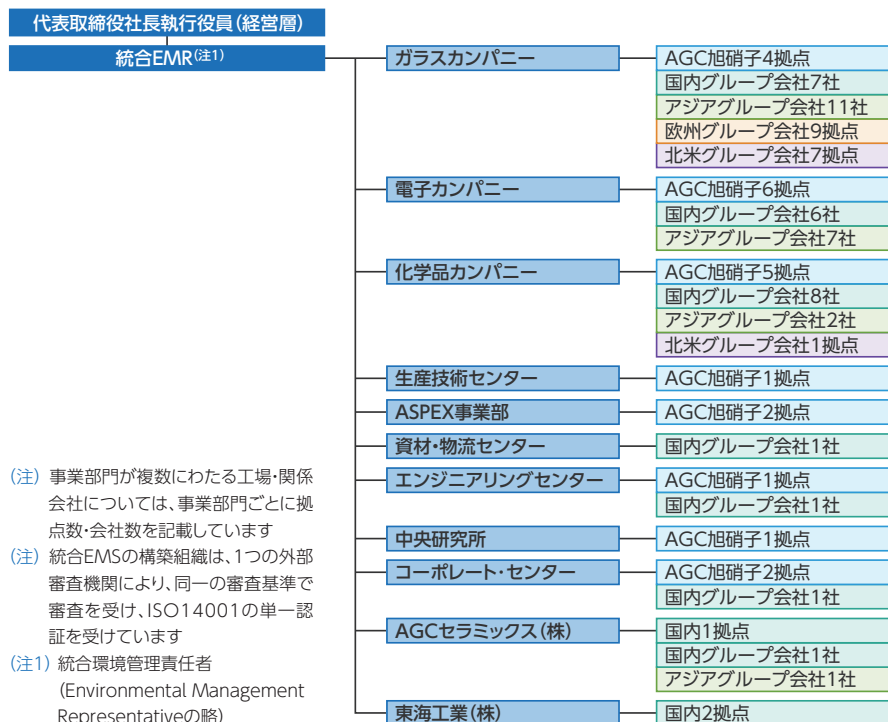 代表取締役社長執行役員（経営層）
統合EMR(注1)
ガラスカンパニー
AGC旭硝子4拠点
国内グループ会社7社
アジアグループ会社11社
欧州グループ会社9拠点
北米グループ会社7拠点
電子カンパニー
AGC旭硝子6拠点
国内グループ会社6社
アジアグループ会社7社
化学品カンパニー
AGC旭硝子5拠点
国内グループ会社8社
アジアグループ会社2社
北米グループ会社1拠点
生産技術センター
AGC旭硝子1拠点
ASPEX事業部
AGC旭硝子2拠点
資材・物流センター
国内グループ会社1社
エンジニアリングセンター
AGC旭硝子1拠点
国内グループ会社1社
中央研究所
AGC旭硝子1拠点
コーポレート・センター
AGC旭硝子2拠点
国内グループ会社1社
AGCセラミックス（株）
国内1拠点
国内グループ会社1社
アジアグループ会社1社
東海工業（株）
国内2拠点
（注）事業部門が複数にわたる工場・関係
会社については、事業部門ごとに拠
点数・会社数を記載しています
（注）統合EMSの構築組織は、1つの外部
審査機関により、同一の審査基準で
審査を受け、ISO14001の単一認
証を受けています
（注1）統合環境管理責任者
（Environmental Management
Representativeの略）